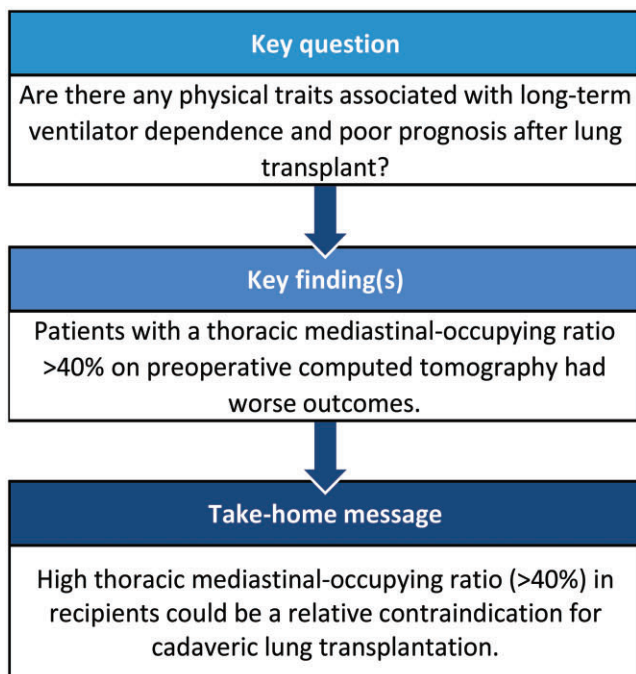 Key question
Are there any physical traits associated with long-term
ventilator dependence and poor prognosis after lung
transplant?
Key finding(s)
Patients with a thoracic mediastinal-occupying ratio
>40% on preoperative computed tomography had
worse outcomes.
Take-home message
High thoracic mediastinal-occupying ratio (>40%) in
recipients could be a relative contraindication for
cadaveric lung transplantation.